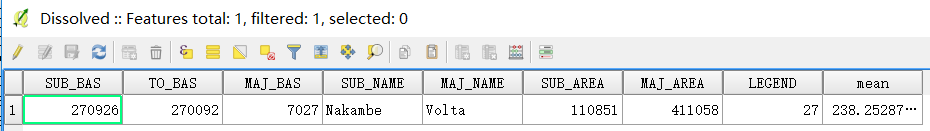 Dissolved :: Features total: 1, filtered: 1, selected: 0
SUB_BAS TO_BAS MAJ_BAS SUB_NAME MAJ_NAME SUB_AREA MAJ_AREA LEGEND mean
1 270926 270092 7027 Nakambe Volta 110851 411058 27 238.25287…